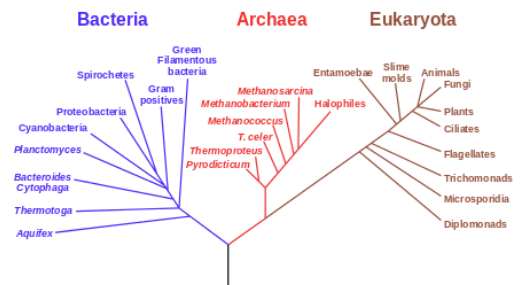 Bacteria
Archaea
Eukaryota
Green
Filamentous
bacteria
Spirochetes
Gram
positives
Proteobacteria
Cyanobacteria
Planctomyces
Bacteroides
Cytophaga
Thermotoga
Aquifex
Methanosarcina
Methanobacterium
Halophiles
Methanococcus
T. celer
Thermoproteus
Pyrodicticum
Entamoebae
Slime
molds
Animals
Fungi
Plants
Ciliates
Flagellates
Trichomonads
Microsporidia
Diplomonads